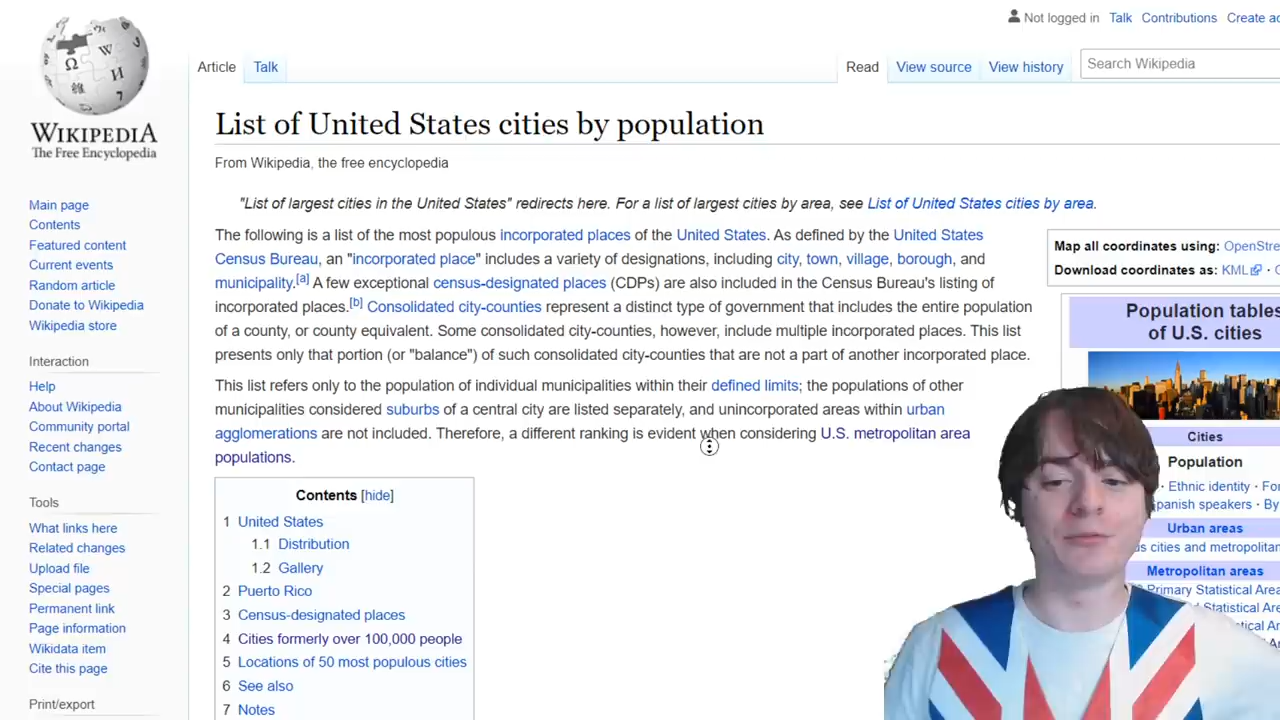 Not logged in Talk Contributions Create
Article Talk Read View source View history Search Wikipedia
WIKIPEDIA
The Free Encyclopedia
Main page
Contents
Featured content
Current events
Random article
Donate to Wikipedia
Wikipedia store
Interaction
Help
About Wikipedia
Community portal
Recent changes
Contact page
Tools
What links here
Related changes
Upload file
Special pages
Permanent link
Page information
Wikidata item
Cite this page
Print/export
List of United States cities by population
From Wikipedia, the free encyclopedia
"List of largest cities in the United States" redirects here. For a list of largest cities by area, see List of United States cities by area.
The following is a list of the most populous incorporated places of the United States. As defined by the United States
Census Bureau, an "incorporated place" includes a variety of designations, including city, town, village, borough, and
municipality.[a] A few exceptional census-designated places (CDPs) are also included in the Census Bureau's listing of
incorporated places.[b] Consolidated city-counties represent a distinct type of government that includes the entire population
of a county, or county equivalent. Some consolidated city-counties, however, include multiple incorporated places. This list
presents only that portion (or "balance") of such consolidated city-counties that are not a part of another incorporated place.
This list refers only to the population of individual municipalities within their defined limits; the populations of other
municipalities considered suburbs of a central city are listed separately, and unincorporated areas within urban
agglomerations are not included. Therefore, a different ranking is evident when considering U.S. metropolitan area
populations.
Contents [hide]
1 United States
1.1 Distribution
1.2 Gallery
2 Puerto Rico
3 Census-designated places
4 Cities formerly over 100,000 people
5 Locations of 50 most populous cities
6 See also
7 Notes
Map all coordinates using:
Download coordinates as: KML
Population tables
of U.S. cities
Cities
Population
· Ethnic identity ·
speakers · By
Urban areas
cities and metropolitan
Metropolitan areas
Primary Statistical
Statistical